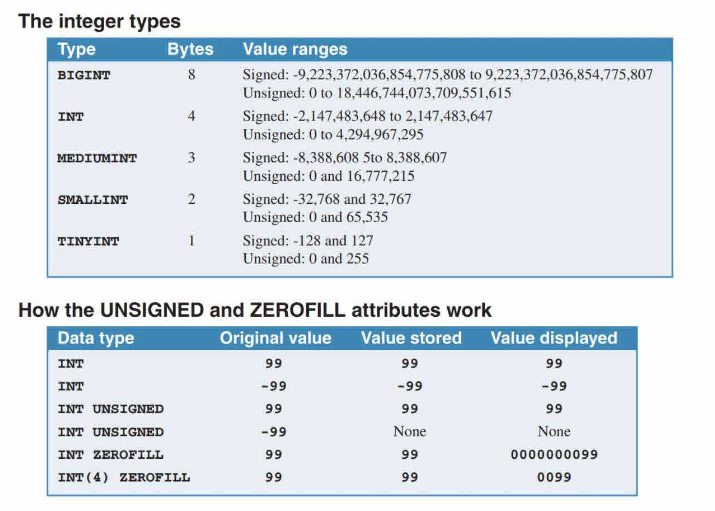 The integer types
Type Bytes Value ranges
BIGINT 8 Signed: -9,223,372,036,854,775,808 to 9,223,372,036,854,775,807
Unsigned: 0 to 18,446,744,073,709,551,615
INT 4 Signed: -2,147,483,648 to 2,147,483,647
Unsigned: 0 to 4,294,967,295
MEDIUMINT 3 Signed: -8,388,608 5to 8,388,607
Unsigned: 0 and 16,777,215
SMALLINT 2 Signed: -32,768 and 32,767
Unsigned: 0 and 65,535
TINYINT 1 Signed: -128 and 127
Unsigned: 0 and 255
How the UNSIGNED and ZEROFILL attributes work
Data type Original value Value stored Value displayed
INT 99 99 99
INT -99 -99 -99
INT UNSIGNED 99 99 99
INT UNSIGNED -99 None None
INT ZEROFILL 99 99 0000000099
INT(4) ZEROFILL 99 99 0099